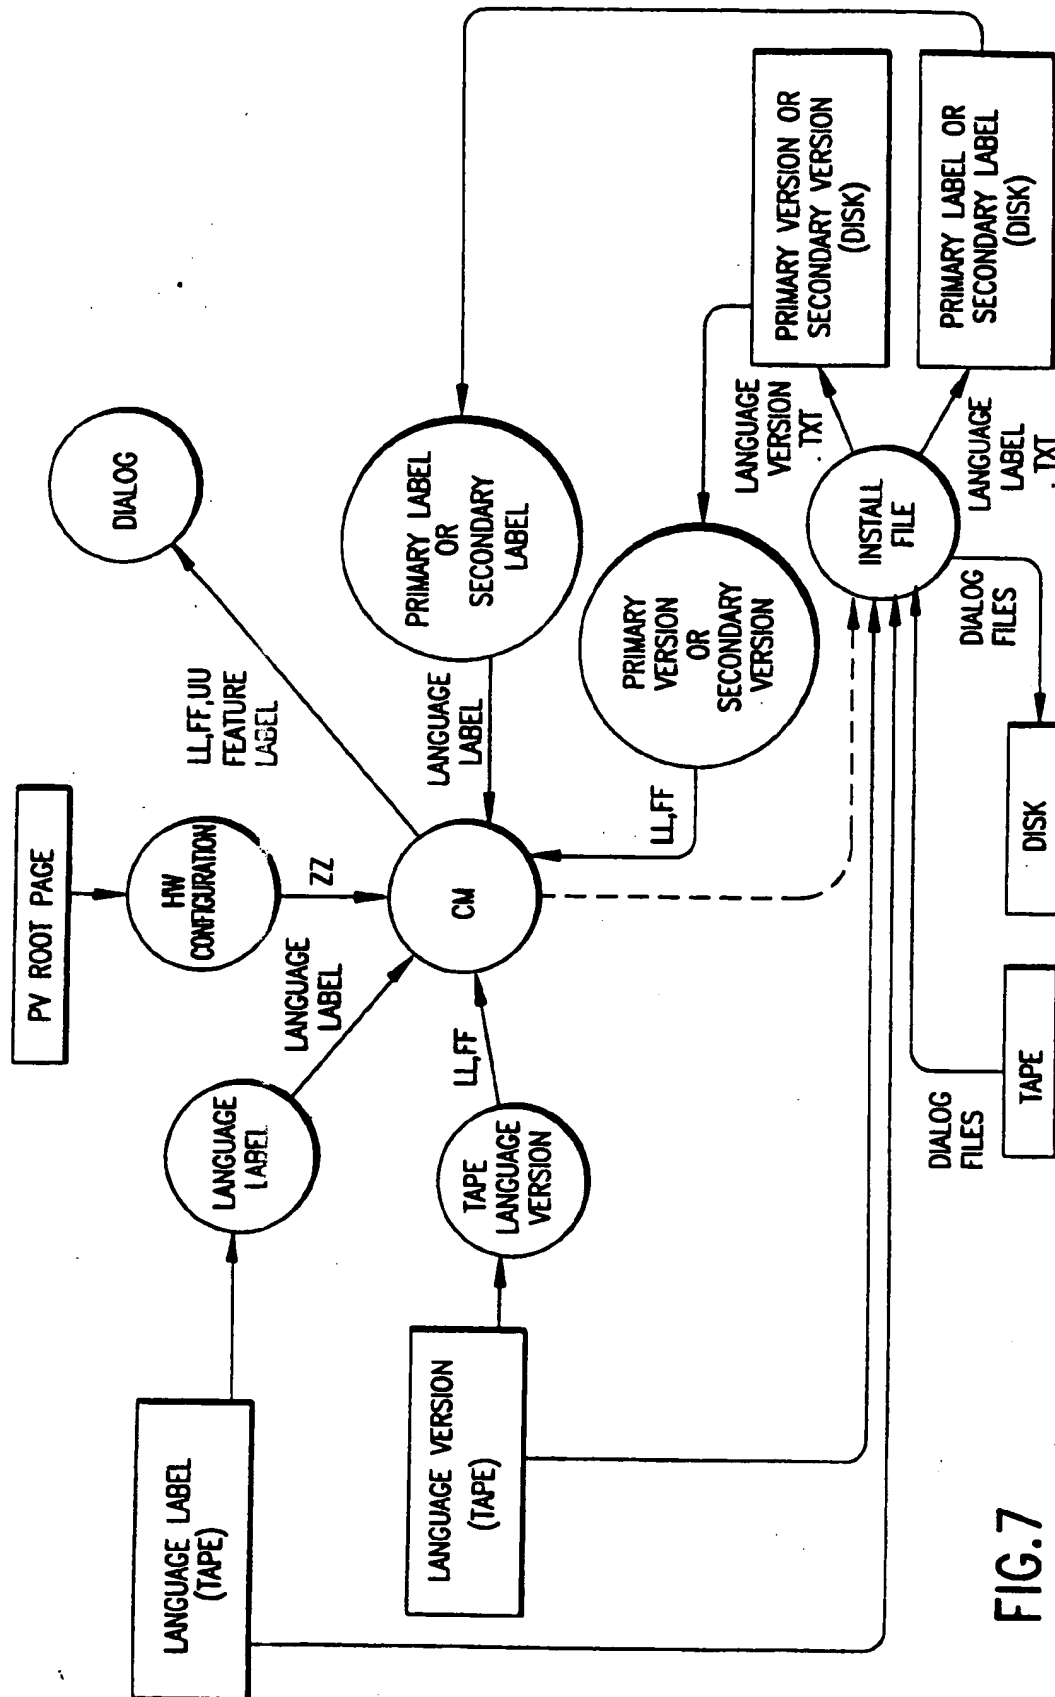 LANGUAGE LABEL
(TAPE)
LANGUAGE
LABEL
LANGUAGE
LABEL
PV ROOT PAGE
HW
CONFIGURATION
ZZ
LL,FF,UU
FEATURE
LABEL
DIALOG
LANGUAGE VERSION
(TAPE)
TAPE
LANGUAGE
VERSION
LL,FF
CM
LANGUAGE
LABEL
PRIMARY LABEL
OR
SECONDARY
LABEL
LL,FF
PRIMARY
VERSION
OR
SECONDARY
VERSION
LANGUAGE
VERSION
.TXT
PRIMARY VERSION OR
SECONDARY VERSION
(DISK)
INSTALL
FILE
LANGUAGE
LABEL
.TXT
PRIMARY LABEL OR
SECONDARY LABEL
(DISK)
DIALOG
FILES
TAPE
DIALOG
FILES
DISK
FIG.7